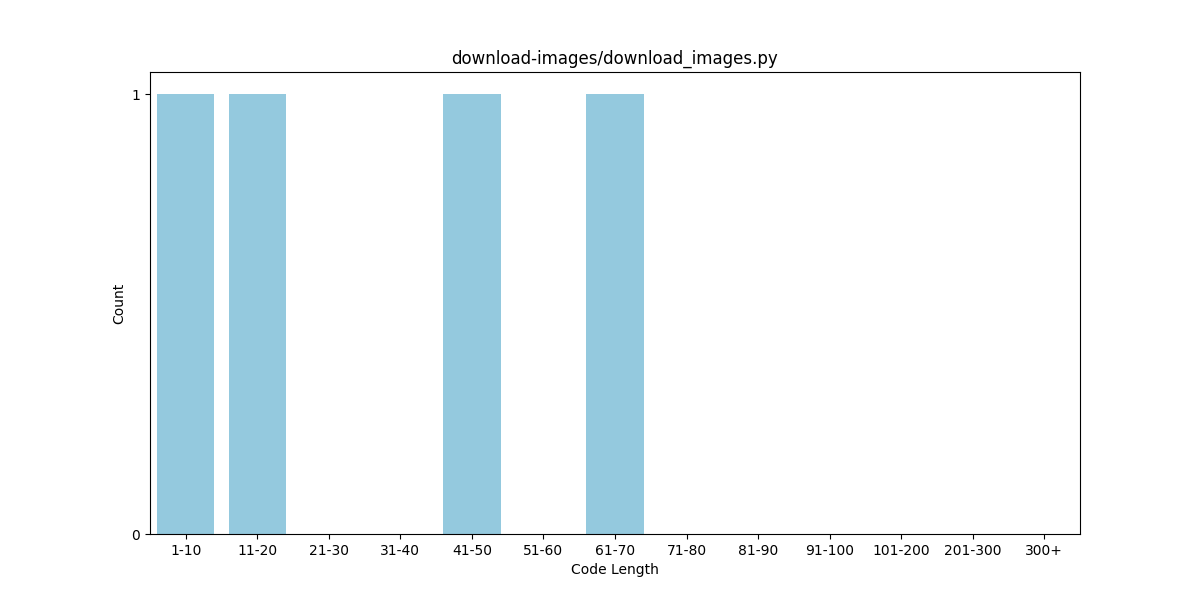 download-images/download_images.py
1
0
Count
1-10 11-20 21-30 31-40 41-50 51-60 61-70 71-80 81-90 91-100 101-200 201-300 300+
Code Length